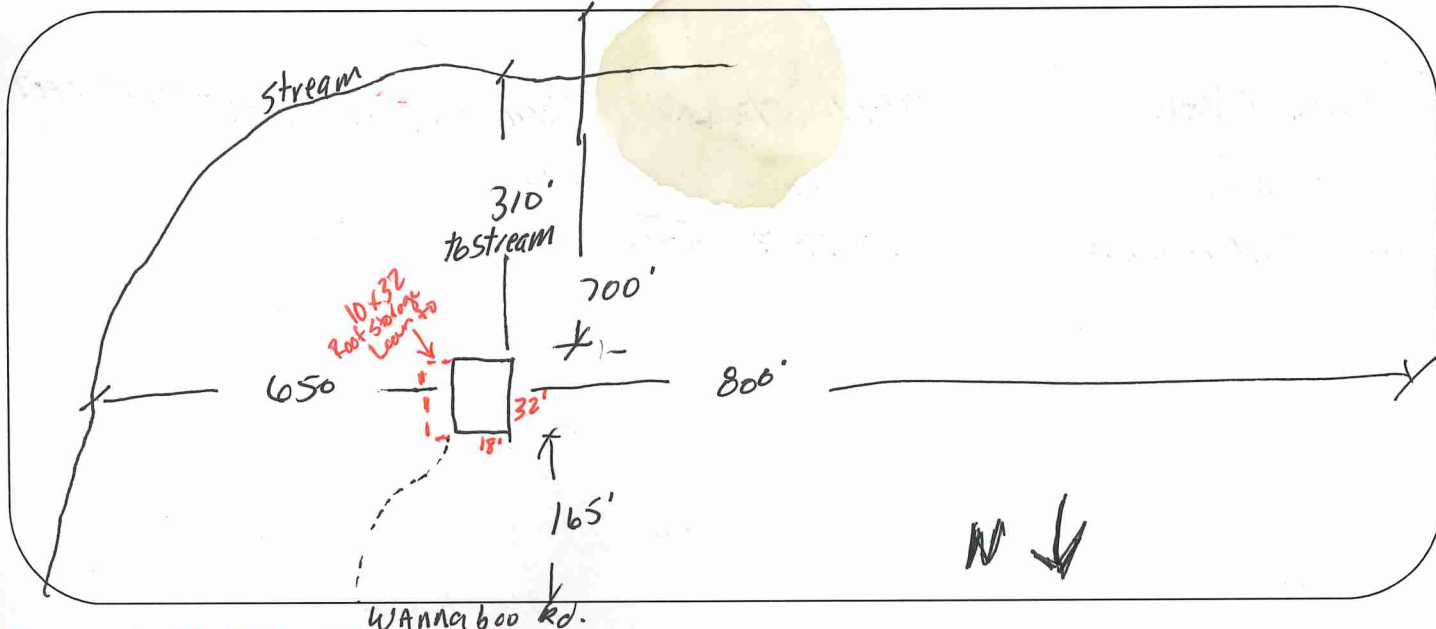 stream
310'
to stream
700'
10 x 32
Roof Storage
Lean to
650
32'
800'
18'
165'
N
WAnnaboo Rd.